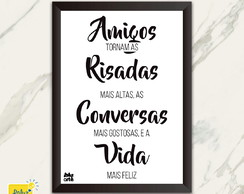 Amigos
TORNAM AS
Risadas
MAIS ALTAS, AS
Conversas
MAIS GOSTOSAS, E A
Vida
MAIS FELIZ